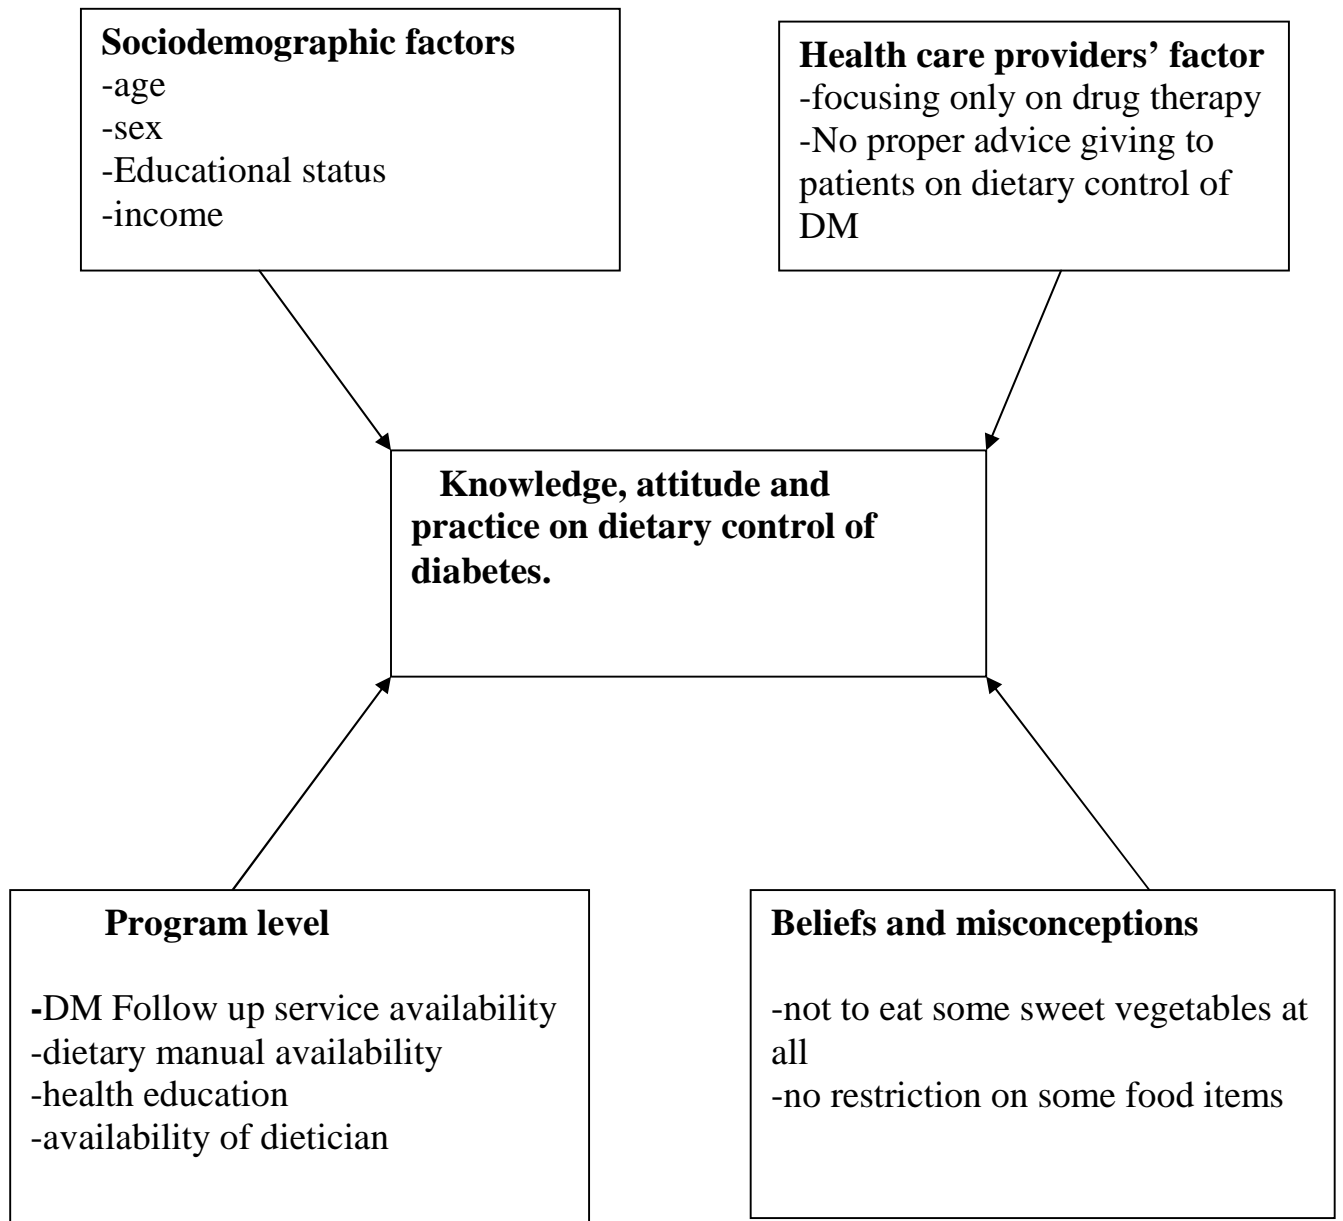 Sociodemographic factors
-age
-sex
-Educational status
-income
Health care providers’ factor
-focusing only on drug therapy
-No proper advice giving to
patients on dietary control of
DM
Knowledge, attitude and
practice on dietary control of
diabetes.
Program level
-DM Follow up service availability
-dietary manual availability
-health education
-availability of dietician
Beliefs and misconceptions
-not to eat some sweet vegetables at
all
-no restriction on some food items